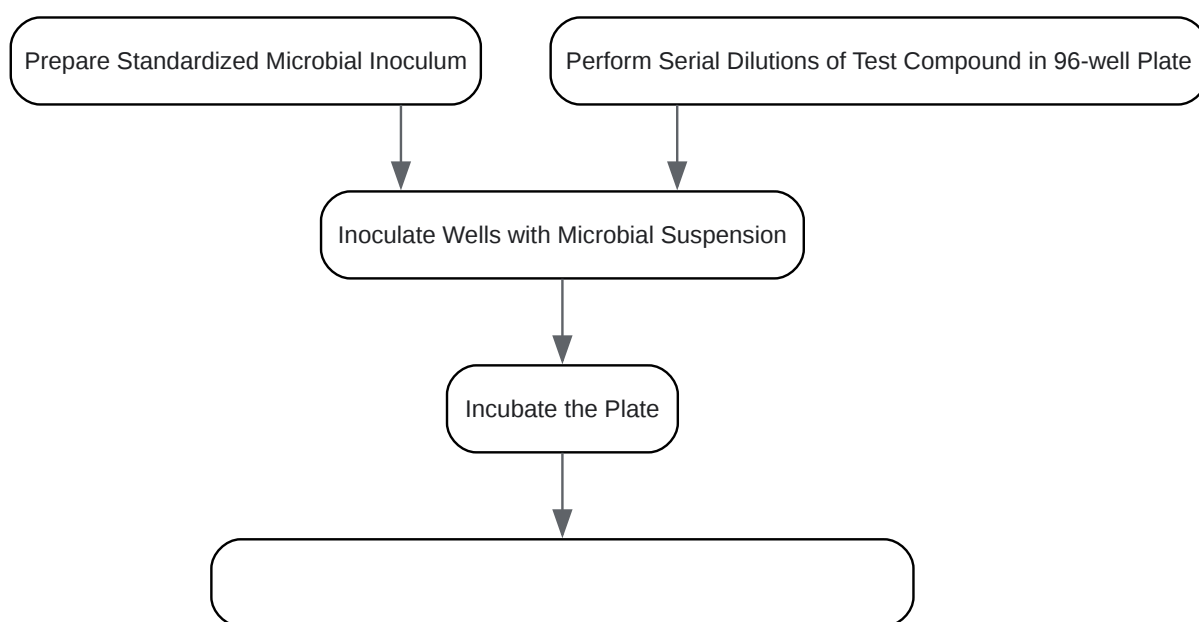 Prepare Standardized Microbial Inoculum
Perform Serial Dilutions of Test Compound in 96-well Plate
Inoculate Wells with Microbial Suspension
Incubate the Plate